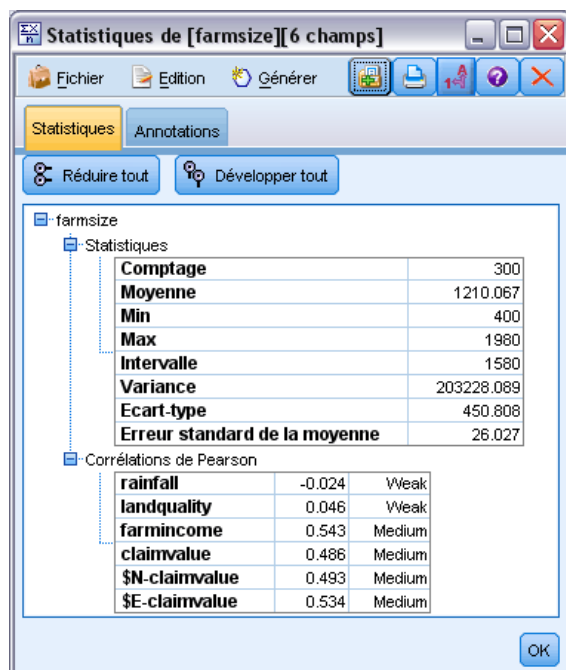 Statistiques de [farmsize][6 champs]
Fichier Edition Générer
Statistiques Annotations
Réduire tout Développer tout
farmsize
Statistiques
Comptage 300
Moyenne 1210.067
Min 400
Max 1980
Intervalle 1580
Variance 203228.089
Ecart-type 450.808
Erreur standard de la moyenne 26.027
Corrélations de Pearson
rainfall -0.024 Weak
landquality 0.046 Weak
farmincome 0.543 Medium
claimvalue 0.486 Medium
$N-claimvalue 0.493 Medium
$E-claimvalue 0.534 Medium
OK